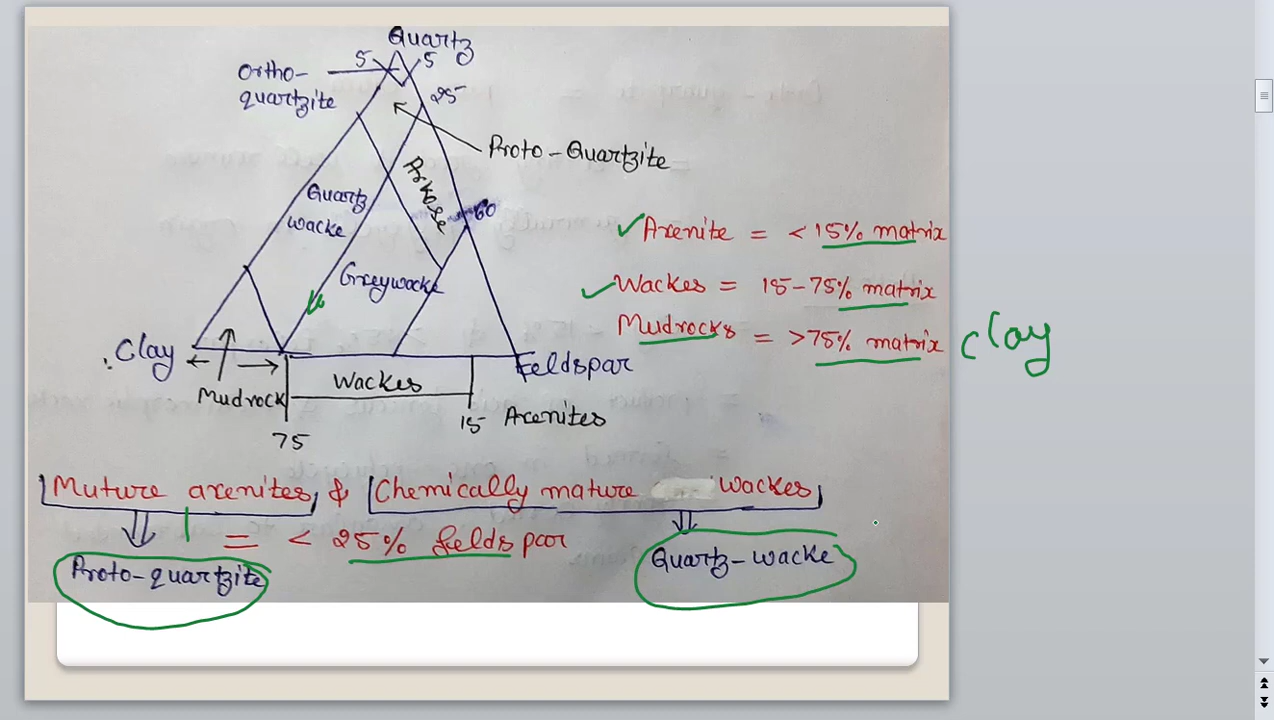 Quartz
5 5
Ortho-
quartzite
25
Proto-Quartzite
Arkose
Quartz
wacke
60
Greywacke
Arenite = < 15% matrix
Wackes = 15-75% matrix
Mudrocks = >75% matrix
clay
Clay
Feldspar
Mudrock
Wackes
75
15 Arenites
Muture arenites & Chemically mature wackes
= < 25% feldspar
Proto-quartzite
Quartz-wacke